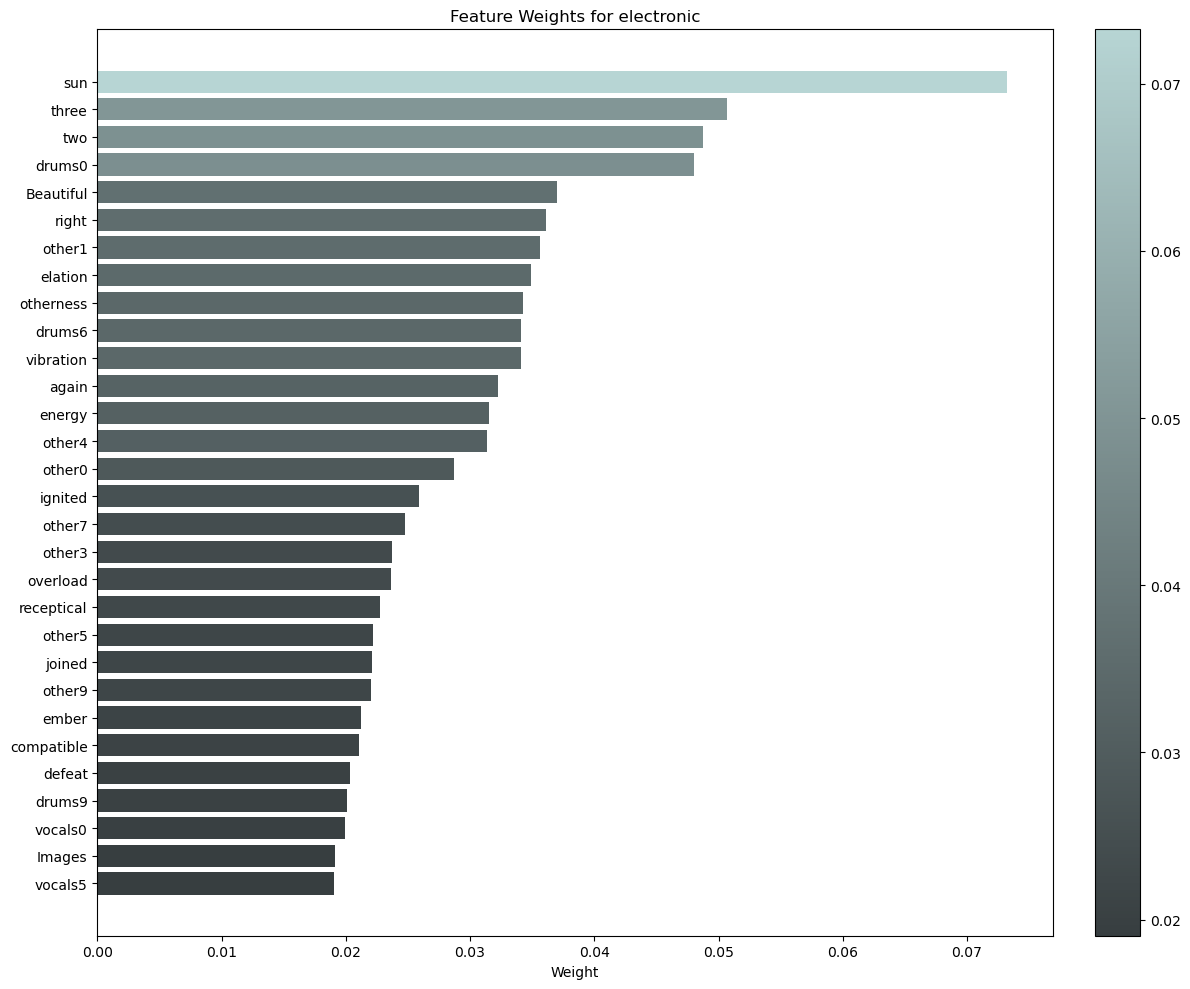 Feature Weights for electronic
sun
three
two
drums0
Beautiful
right
other1
elation
otherness
drums6
vibration
again
energy
other4
other0
ignited
other7
other3
overload
receptical
other5
joined
other9
ember
compatible
defeat
drums9
vocals0
Images
vocals5
0.00 0.01 0.02 0.03 0.04 0.05 0.06 0.07
Weight
0.07
0.06
0.05
0.04
0.03
0.02